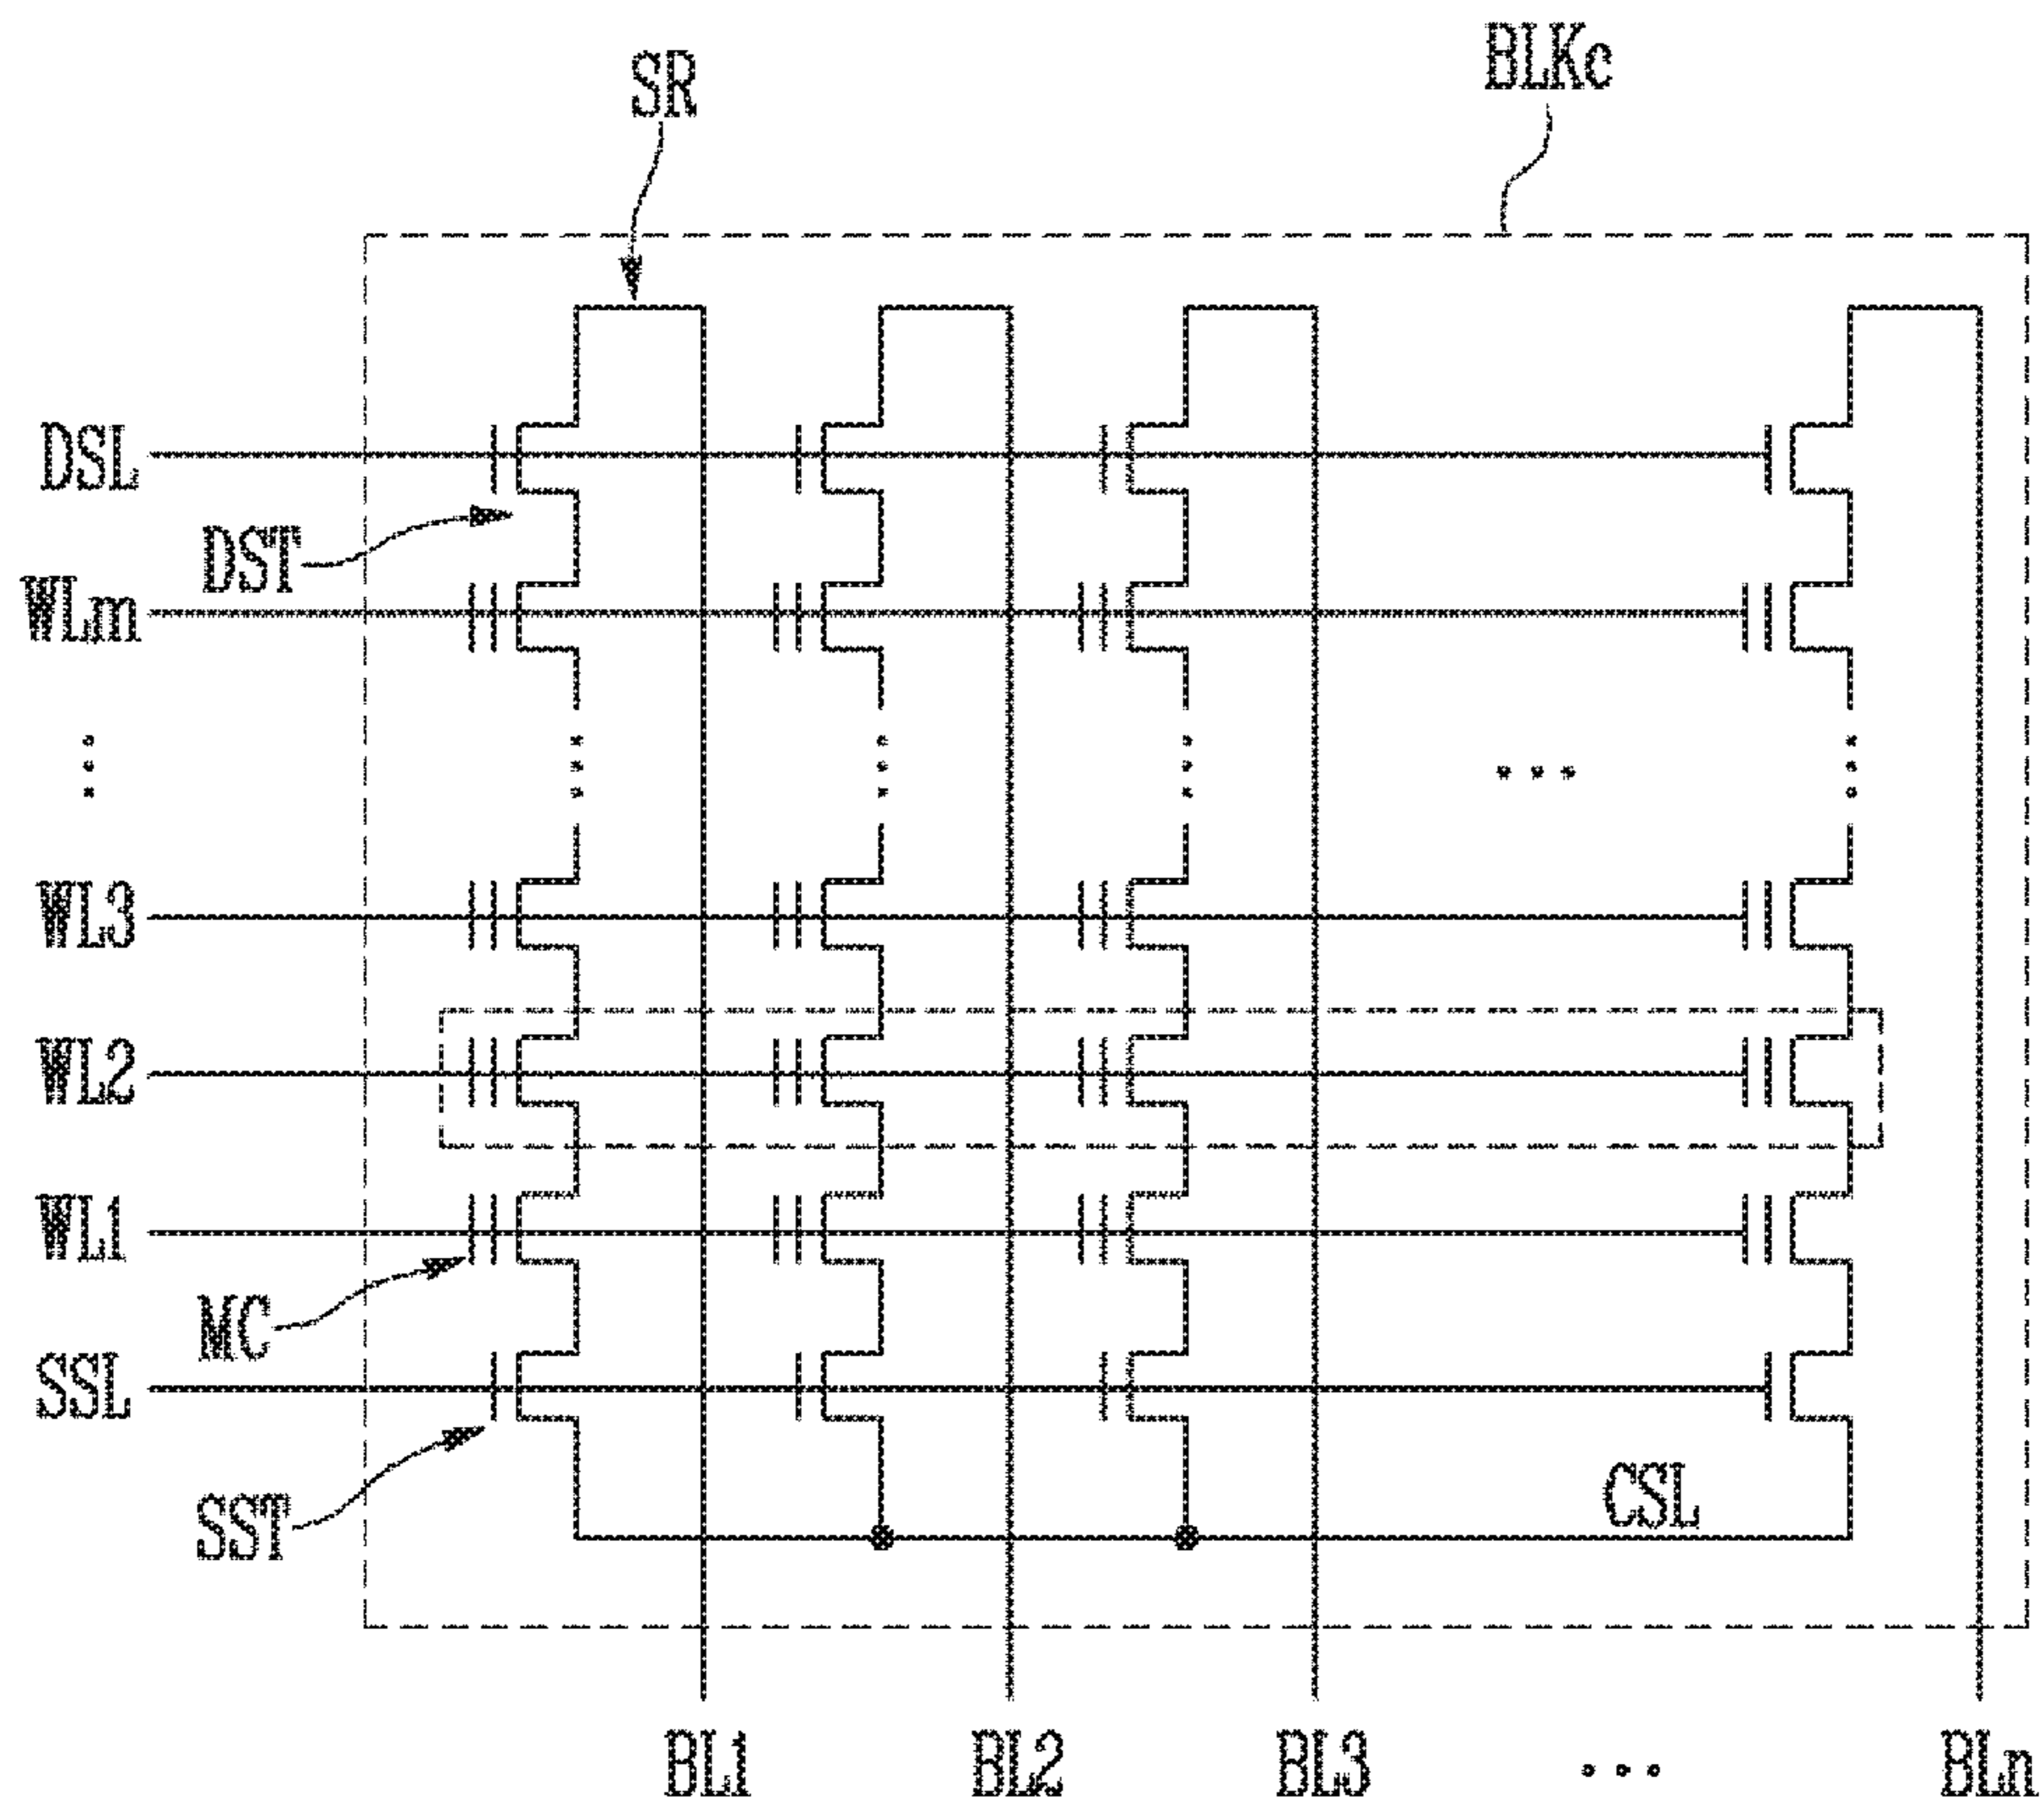 SR
BLKc
DSL
DST
WLm
WL3
WL2
WL1
MC
SSL
SST
CSL
BL1
BL2
BL3
...
BLn